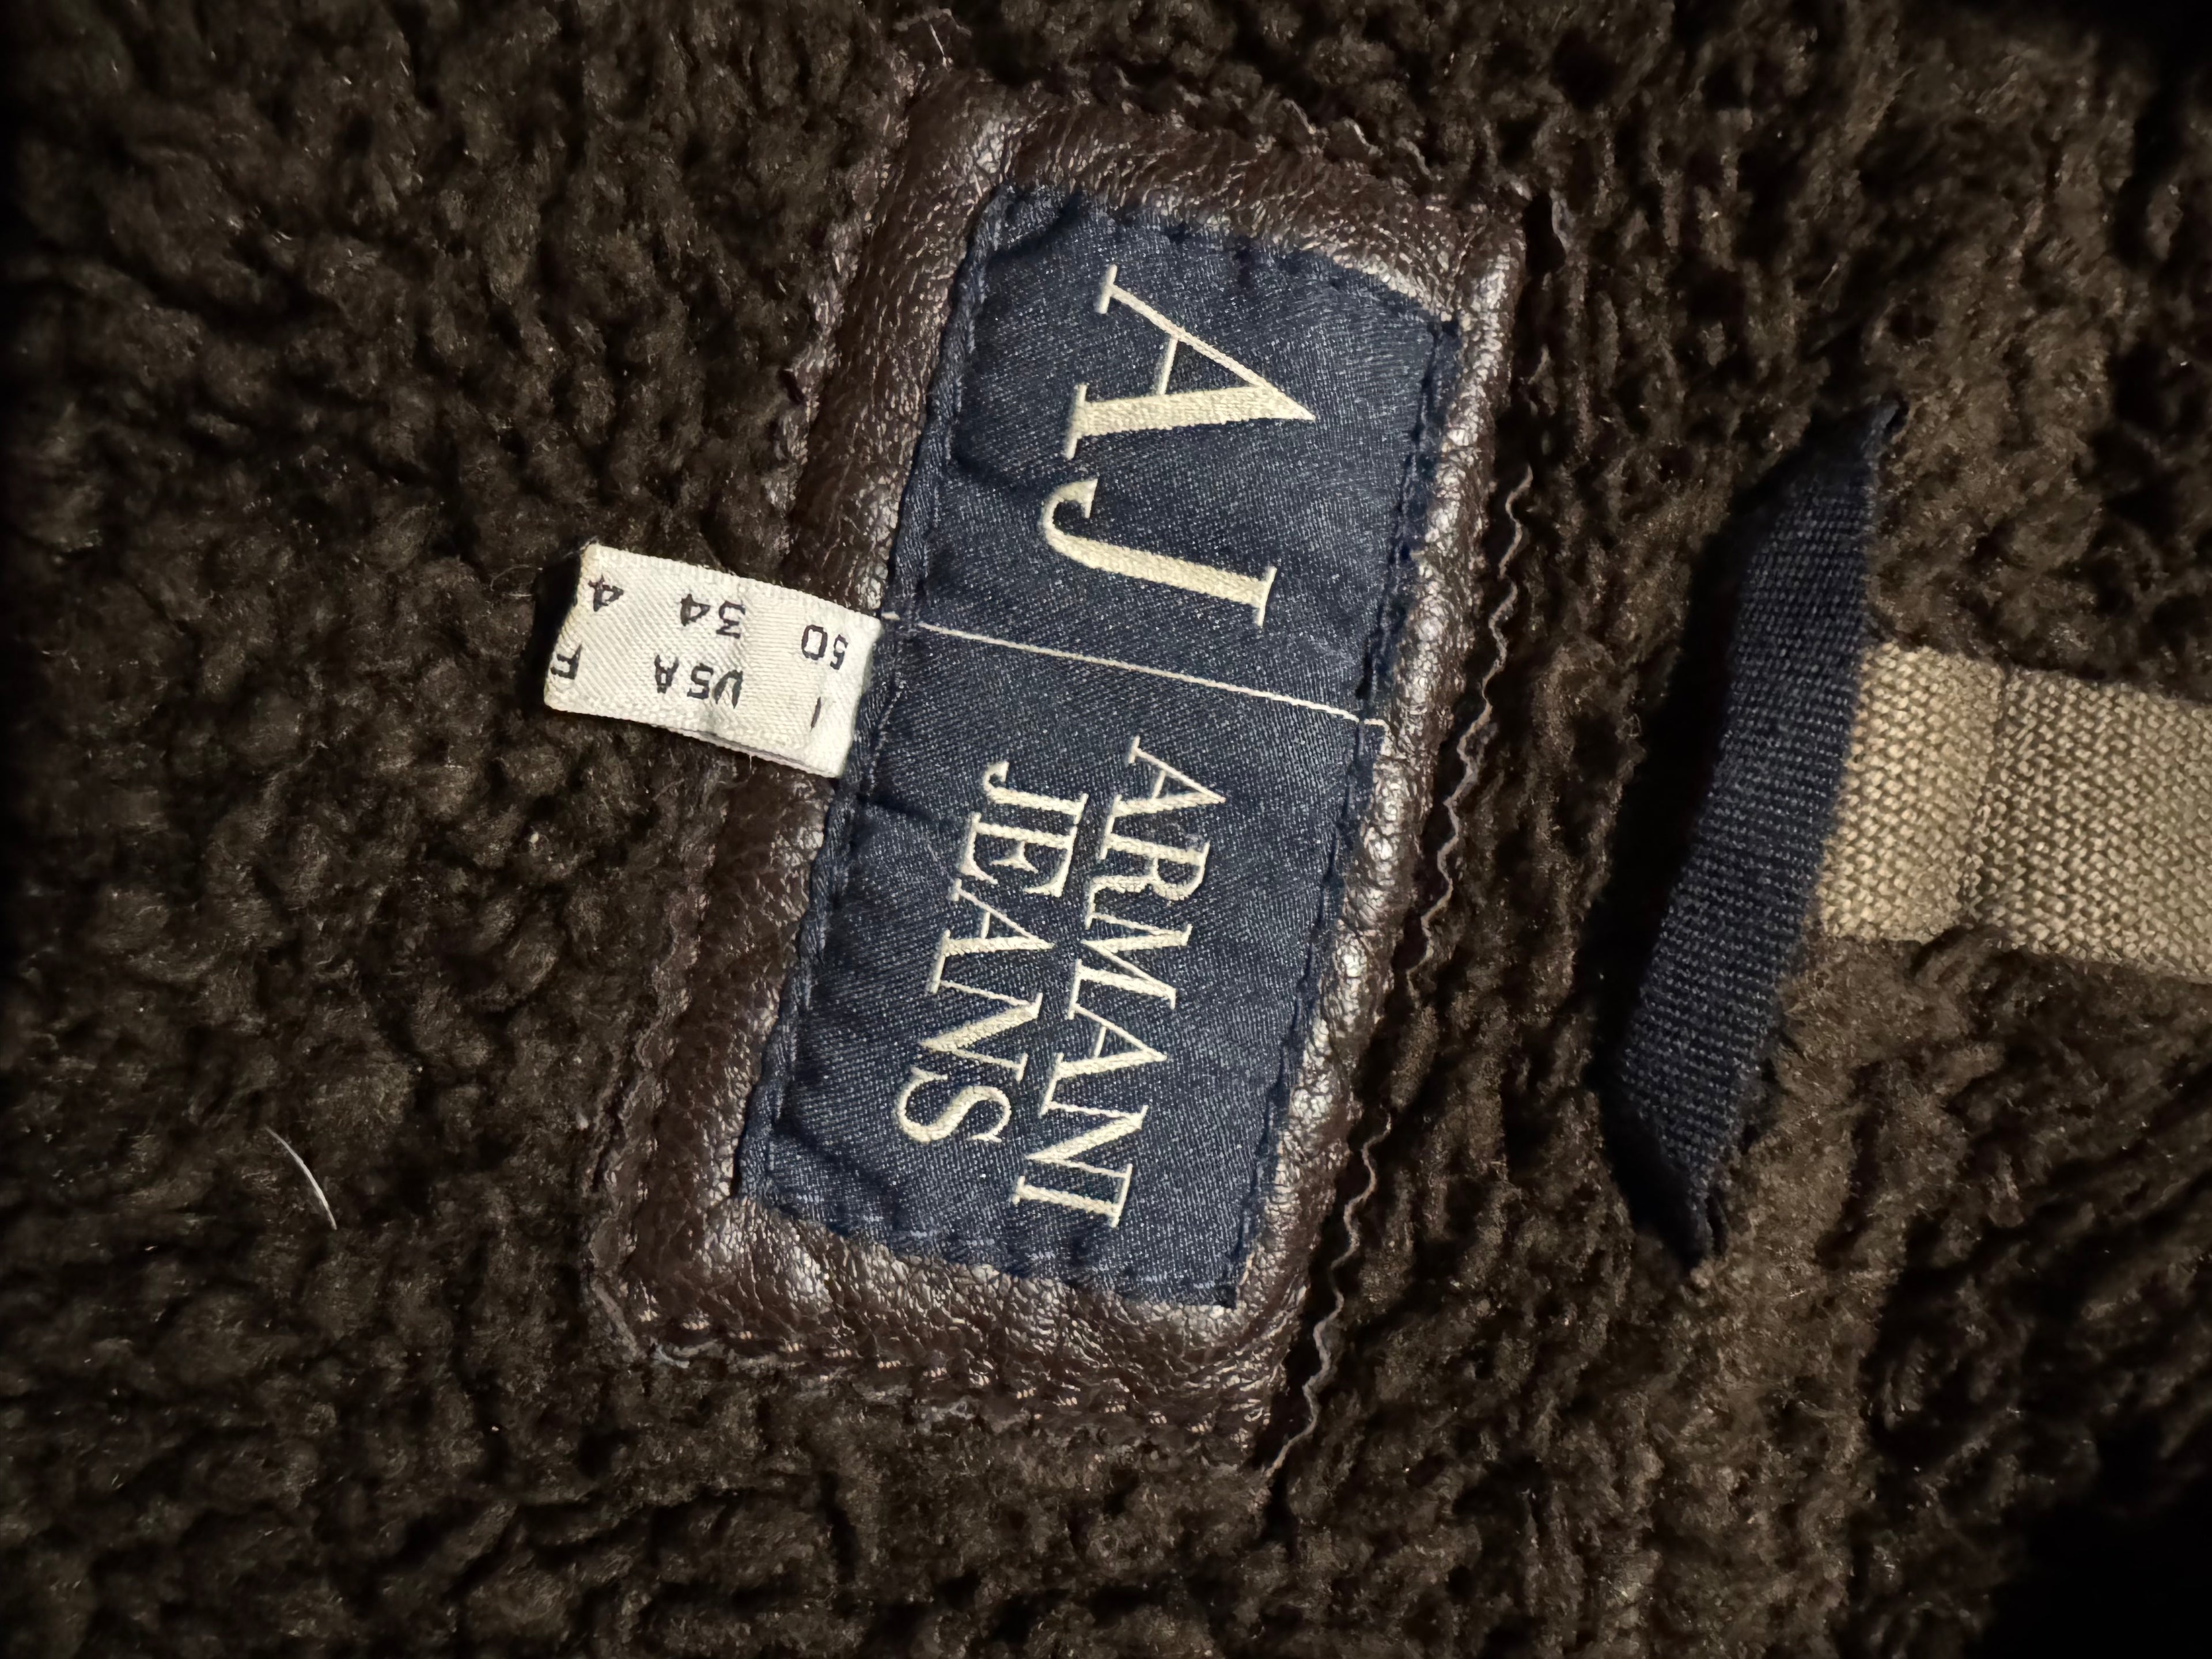 AJ
ARMANI
JEANS
I 50
USA 34
F 4